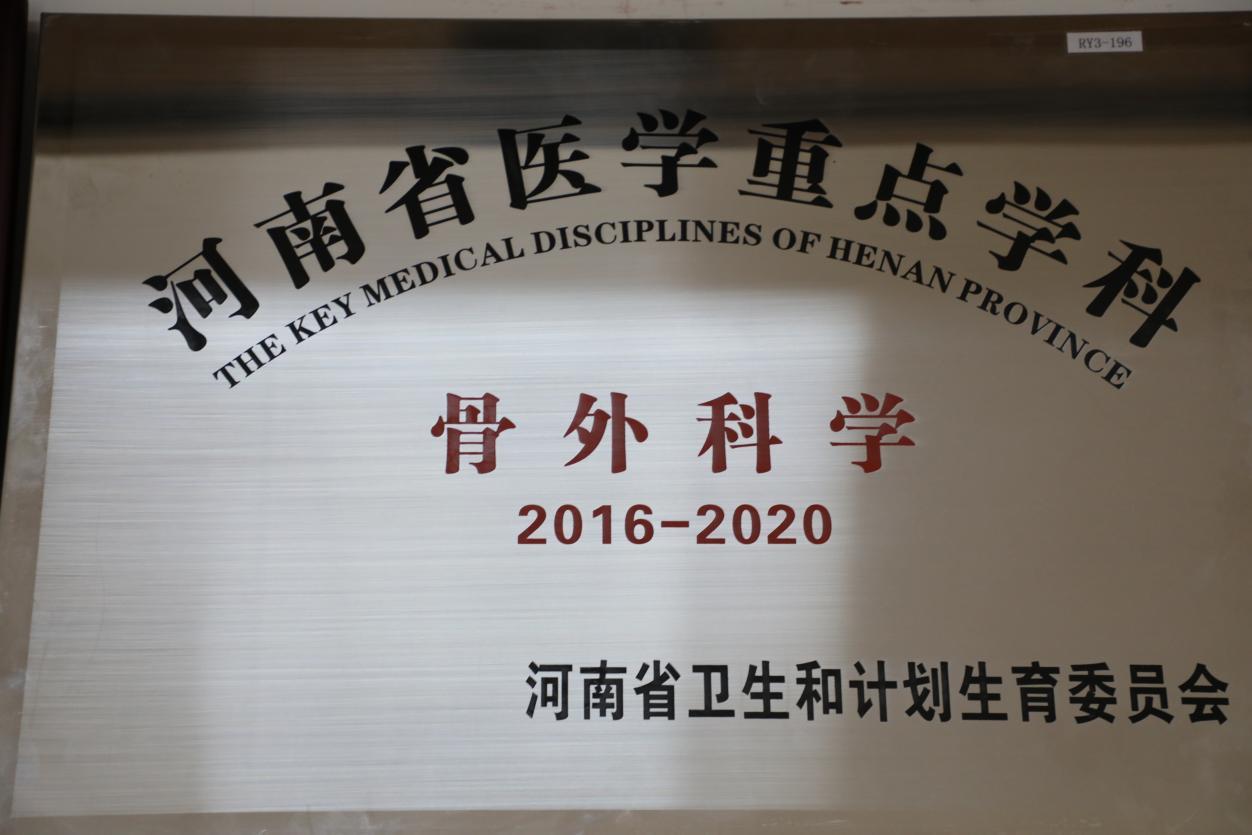 RY3-196
河南省医学重点学科
THE KEY MEDICAL DISCIPLINES OF HENAN PROVINCE
骨外科学
2016-2020
河南省卫生和计划生育委员会